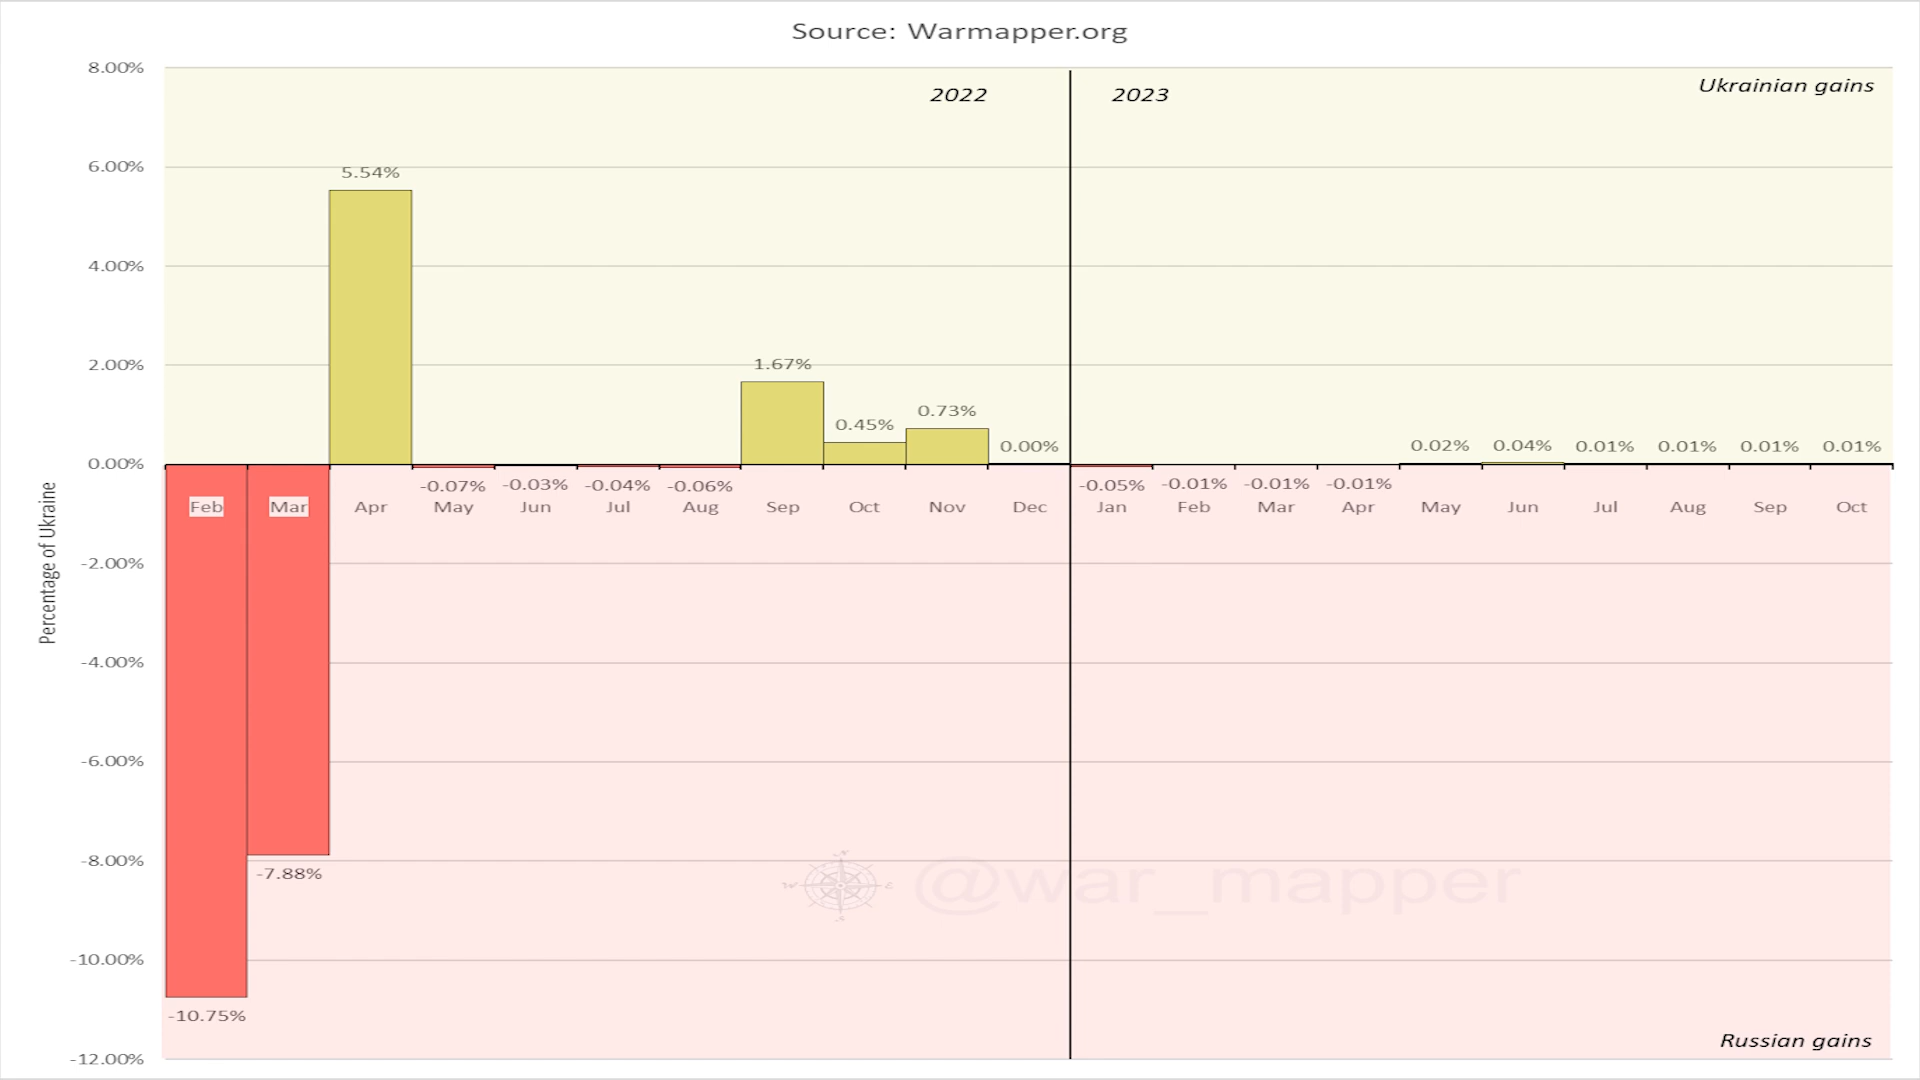 Source: Warmapper.org
8.00%
2022
2023
Ukrainian gains
6.00%
5.54%
4.00%
2.00%
1.67%
0.45%
0.73%
0.00%
0.02%
0.04%
0.01%
0.01%
0.01%
0.01%
0.00%
-0.07%
-0.03%
-0.04%
-0.06%
-0.05%
-0.01%
-0.01%
-0.01%
Feb
Mar
Apr
May
Jun
Jul
Aug
Sep
Oct
Nov
Dec
Jan
Feb
Mar
Apr
May
Jun
Jul
Aug
Sep
Oct
Percentage of Ukraine
-2.00%
-4.00%
-6.00%
-8.00%
-7.88%
N
W
E
S
@war_mapper
-10.00%
-10.75%
Russian gains
-12.00%